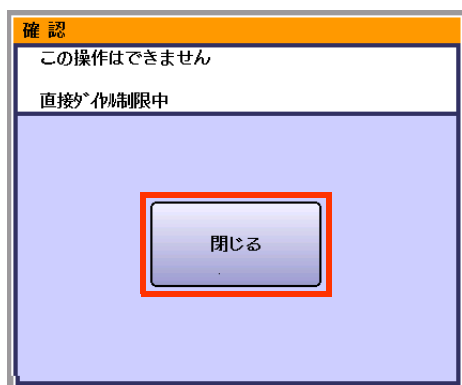 確 認
この操作はできません
直接ﾀﾞｲﾔﾙ制限中
閉じる